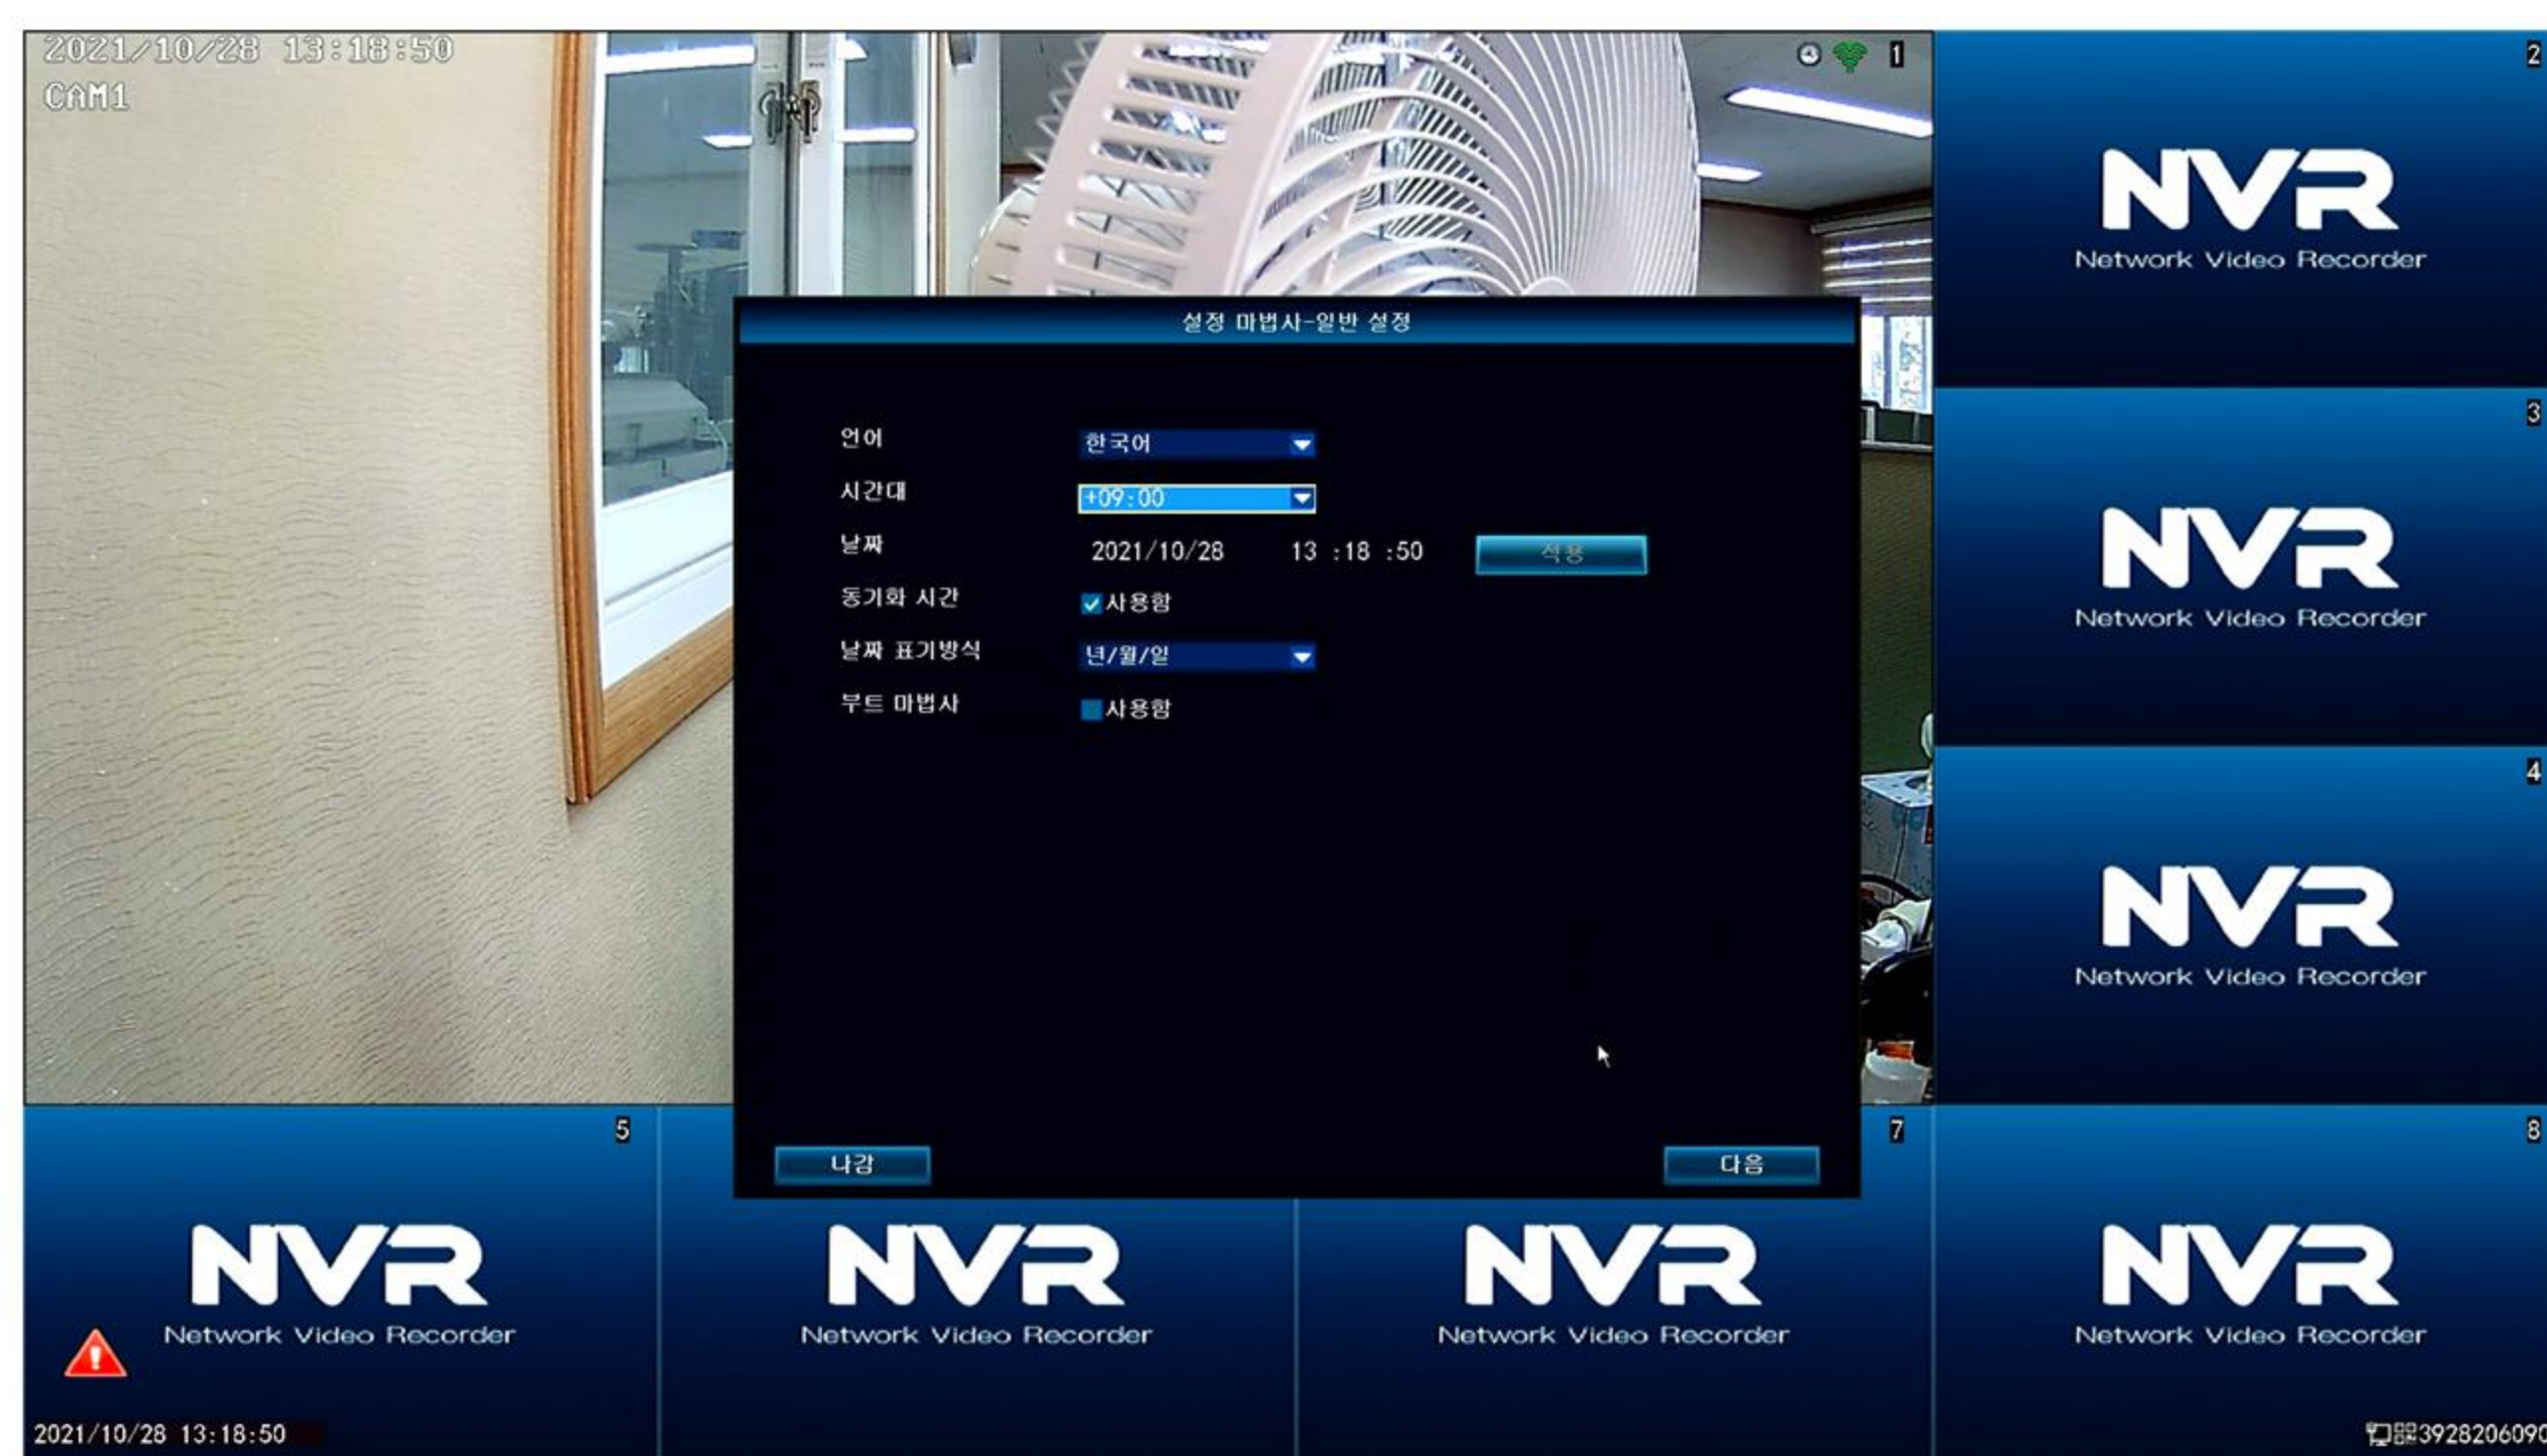 2021/10/28 13:18:50
CAM1
1
2
NVR
Network Video Recorder
설정 마법사-일반 설정
언어 한국어
시간대 +09:00
날짜 2021/10/28 13 :18 :50 적용
동기화 시간 사용함
날짜 표기방식 년/월/일
부트 마법사 사용함
나감 다음
3
NVR
Network Video Recorder
4
NVR
Network Video Recorder
5
NVR
Network Video Recorder
NVR
Network Video Recorder
7
NVR
Network Video Recorder
8
NVR
Network Video Recorder
2021/10/28 13:18:50